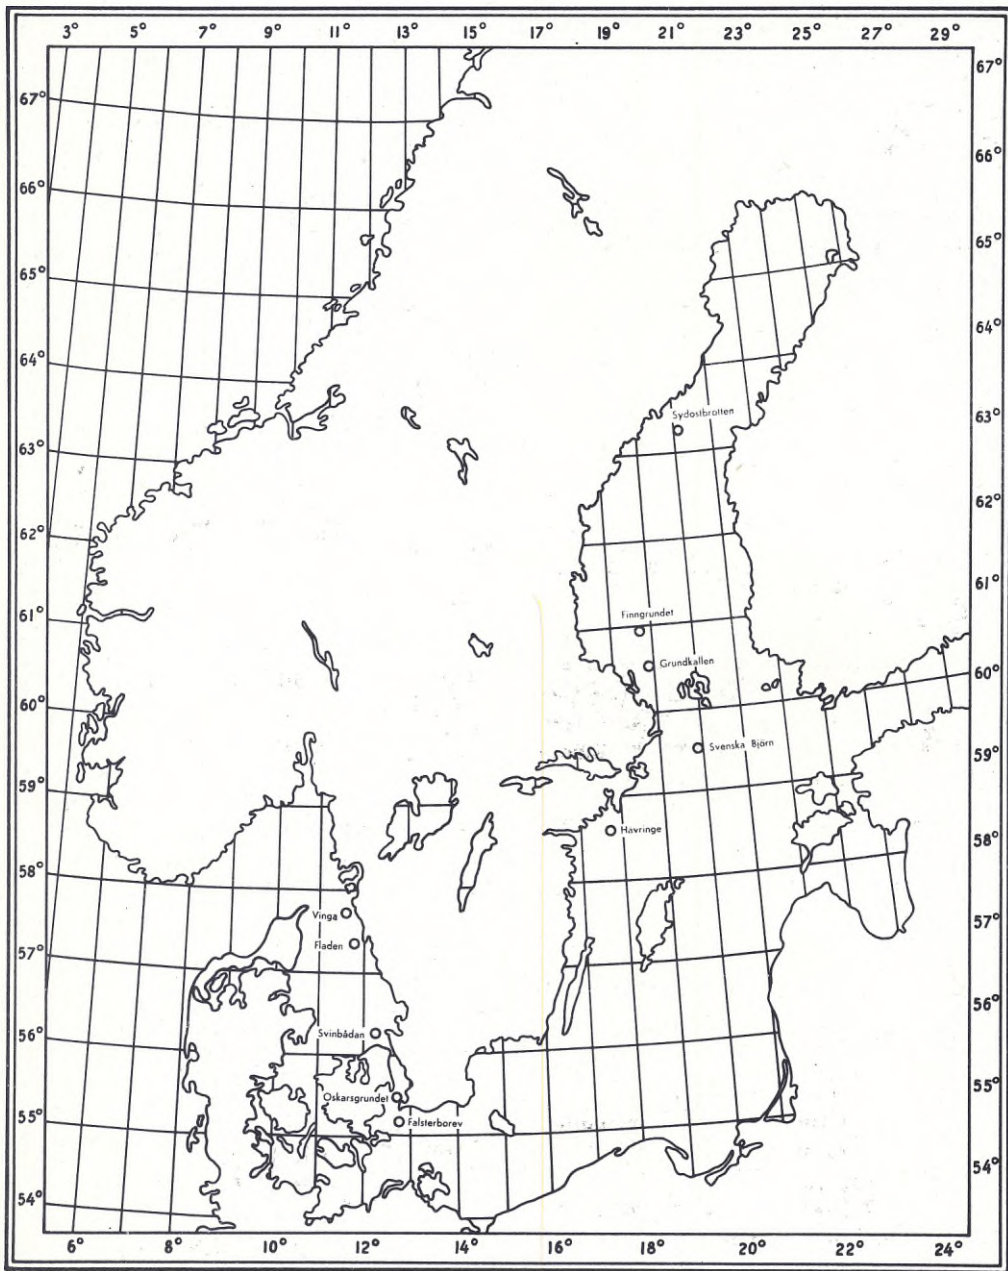 3° 5° 7° 9° 11° 13° 15° 17° 19° 21° 23° 25° 27° 29°
67° 67°
66° 66°
65° 65°
64° 64°
Sydostbrotten
63° 63°
62° 62°
Finngrundet
61° 61°
Grundkallen
60° 60°
Svenska Björn
59° 59°
Havringe
58° 58°
Vinga
Fladen
57° 57°
Svinbådan
56° 56°
Oskarsgrundet
Falsterborev
55° 55°
54° 54°
6° 8° 10° 12° 14° 16° 18° 20° 22° 24°